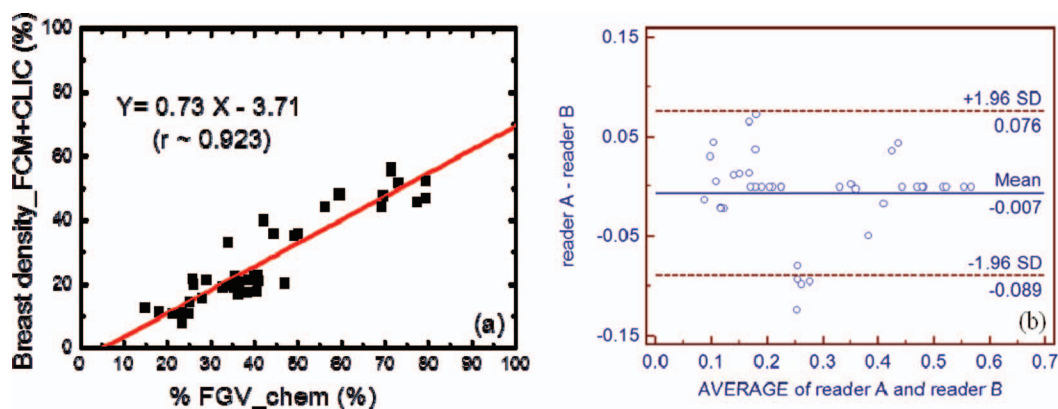 Breast density_FCM+CLIC (%)
100
80
60
40
20
0
Y= 0.73 X - 3.71
(r ~ 0.923)
(a)
0 10 20 30 40 50 60 70 80 90 100
% FGV_chem (%)
reader A - reader B
0.15
0.05
-0.05
-0.15
+1.96 SD
0.076
Mean
-0.007
-1.96 SD
-0.089
(b)
0.0 0.1 0.2 0.3 0.4 0.5 0.6 0.7
AVERAGE of reader A and reader B